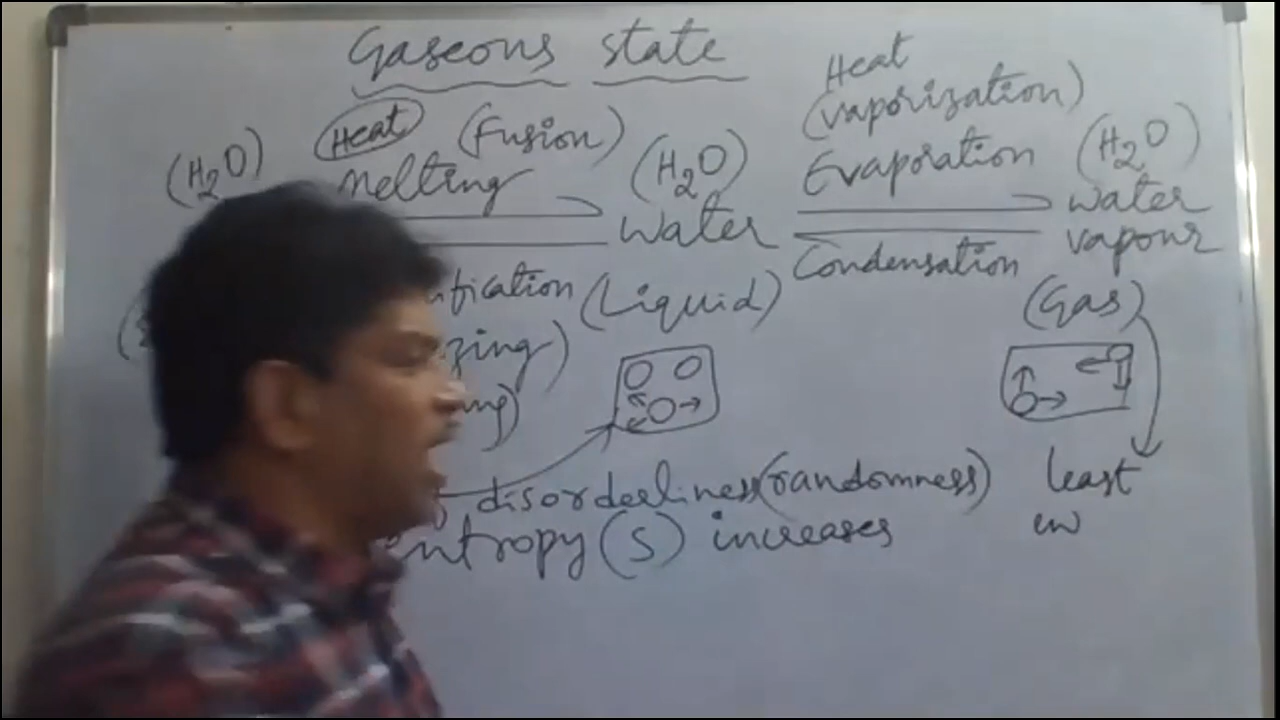 Gaseous state
Heat
(vaporization)
(Heat) (Fusion)
(H2O) Melting (H2O) Evaporation (H2O)
Water water
vapour
Condensation
(Liquid) (Gas)
disorderliness (randomness) least
entropy (S) increases en